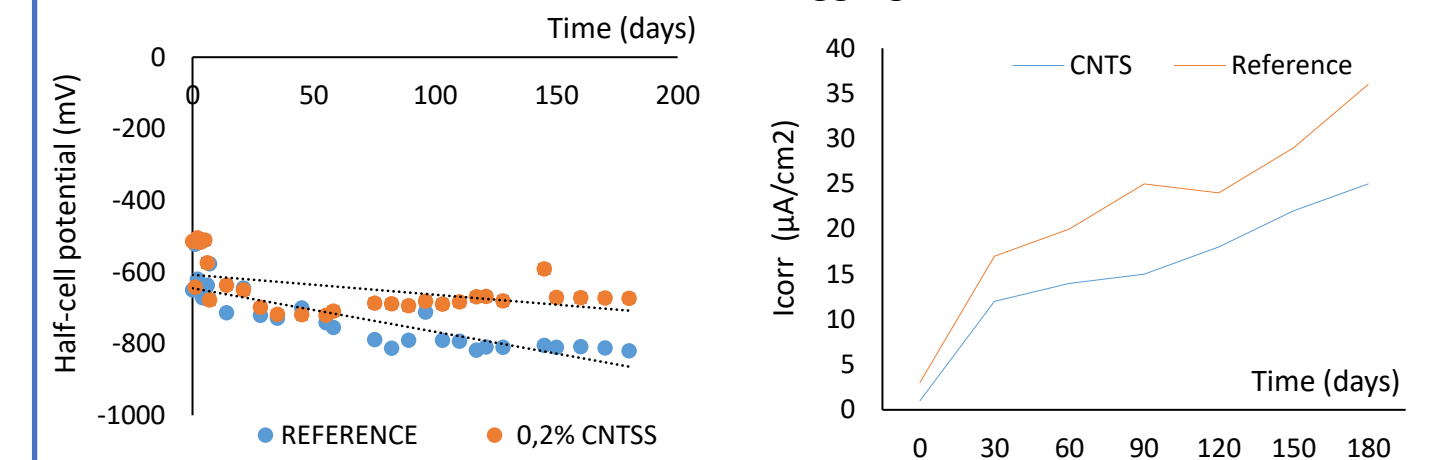 Time (days)
0
-200
-400
-600
-800
-1000
0 50 100 150 200
Half-cell potential (mV)
REFERENCE 0,2% CNTSS
40
35
30
25
20
15
10
5
0
CNTS Reference
Icorr (μA/cm2)
Time (days)
0 30 60 90 120 150 180